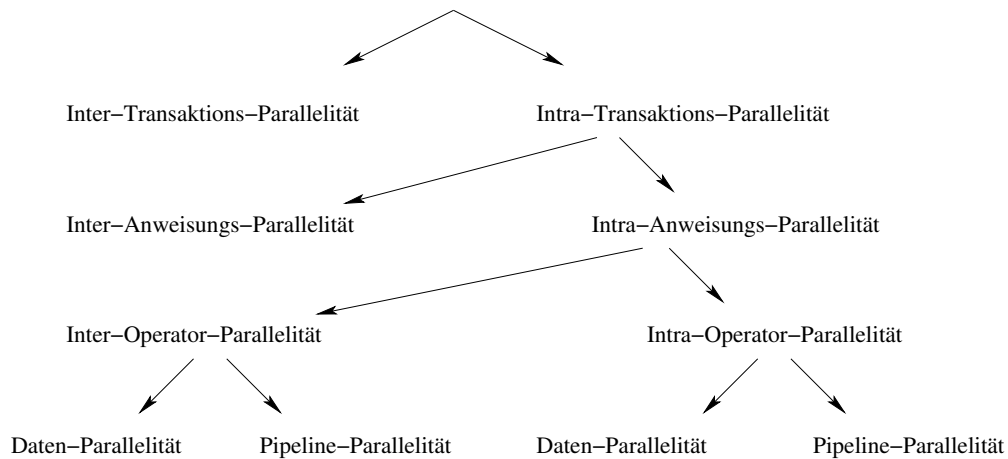 Inter−Transaktions−Parallelität Intra−Transaktions−Parallelität
Inter−Anweisungs−Parallelität Intra−Anweisungs−Parallelität
Inter−Operator−Parallelität Intra−Operator−Parallelität
Daten−Parallelität Pipeline−Parallelität Daten−Parallelität Pipeline−Parallelität